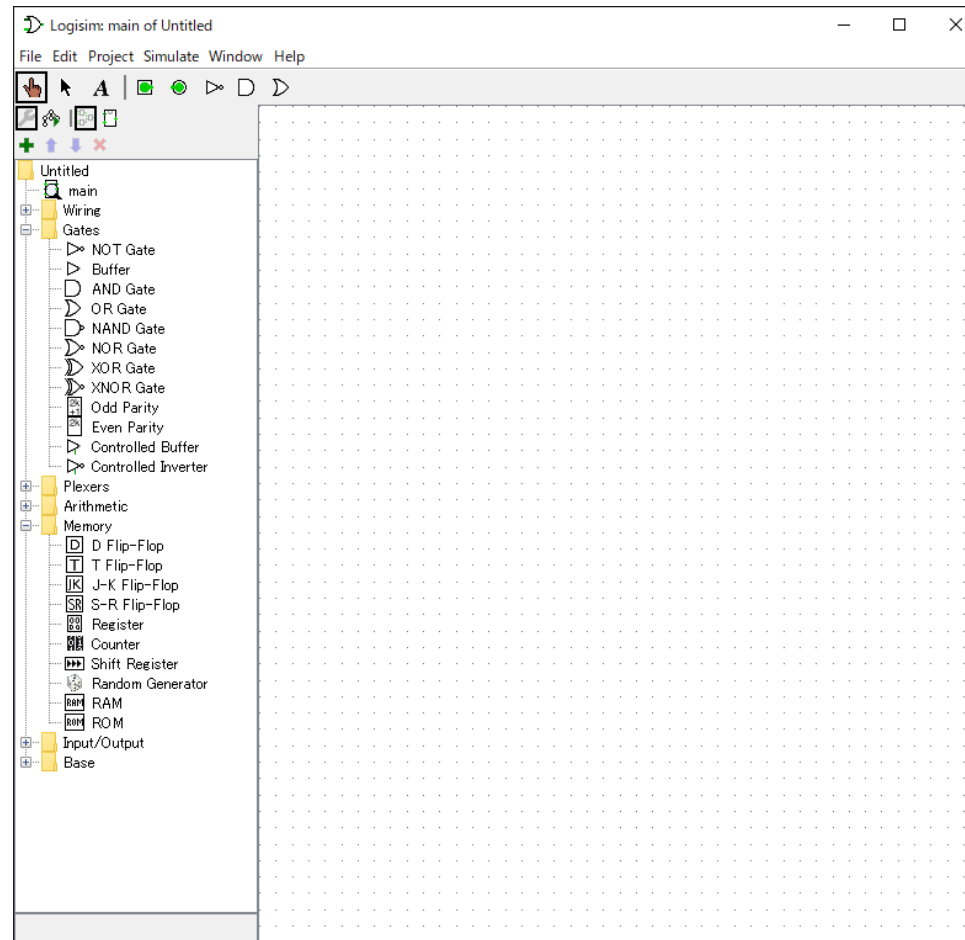 Logisim: main of Untitled
File Edit Project Simulate Window Help
A
Untitled
main
Wiring
Gates
NOT Gate
Buffer
AND Gate
OR Gate
NAND Gate
NOR Gate
XOR Gate
XNOR Gate
2k+1 Odd Parity
2k Even Parity
Controlled Buffer
Controlled Inverter
Plexers
Arithmetic
Memory
D D Flip-Flop
T T Flip-Flop
JK J-K Flip-Flop
SR S-R Flip-Flop
Register
Counter
Shift Register
Random Generator
RAM RAM
ROM ROM
Input/Output
Base